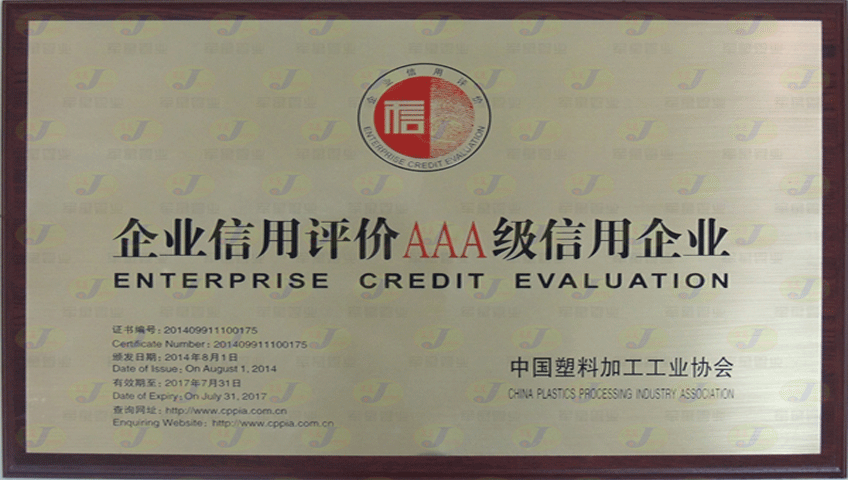 企业信用评价
信
ENTERPRISE CREDIT EVALUATION
企业信用评价AAA级信用企业
ENTERPRISE CREDIT EVALUATION
证书编号: 201409911100175
Certificate Number : 201409911100175
颁发日期: 2014年8月1日
Date of Issue: On August 1, 2014
有效期至: 2017年7月31日
Date of Expiry: On July 31, 2017
查询网址: http://www.cppia.com.cn
Enquiring Website: http://www.cppia.com.cn
中国塑料加工工业协会
CHINA PLASTICS PROCESSING INDUSTRY ASSOCIATION